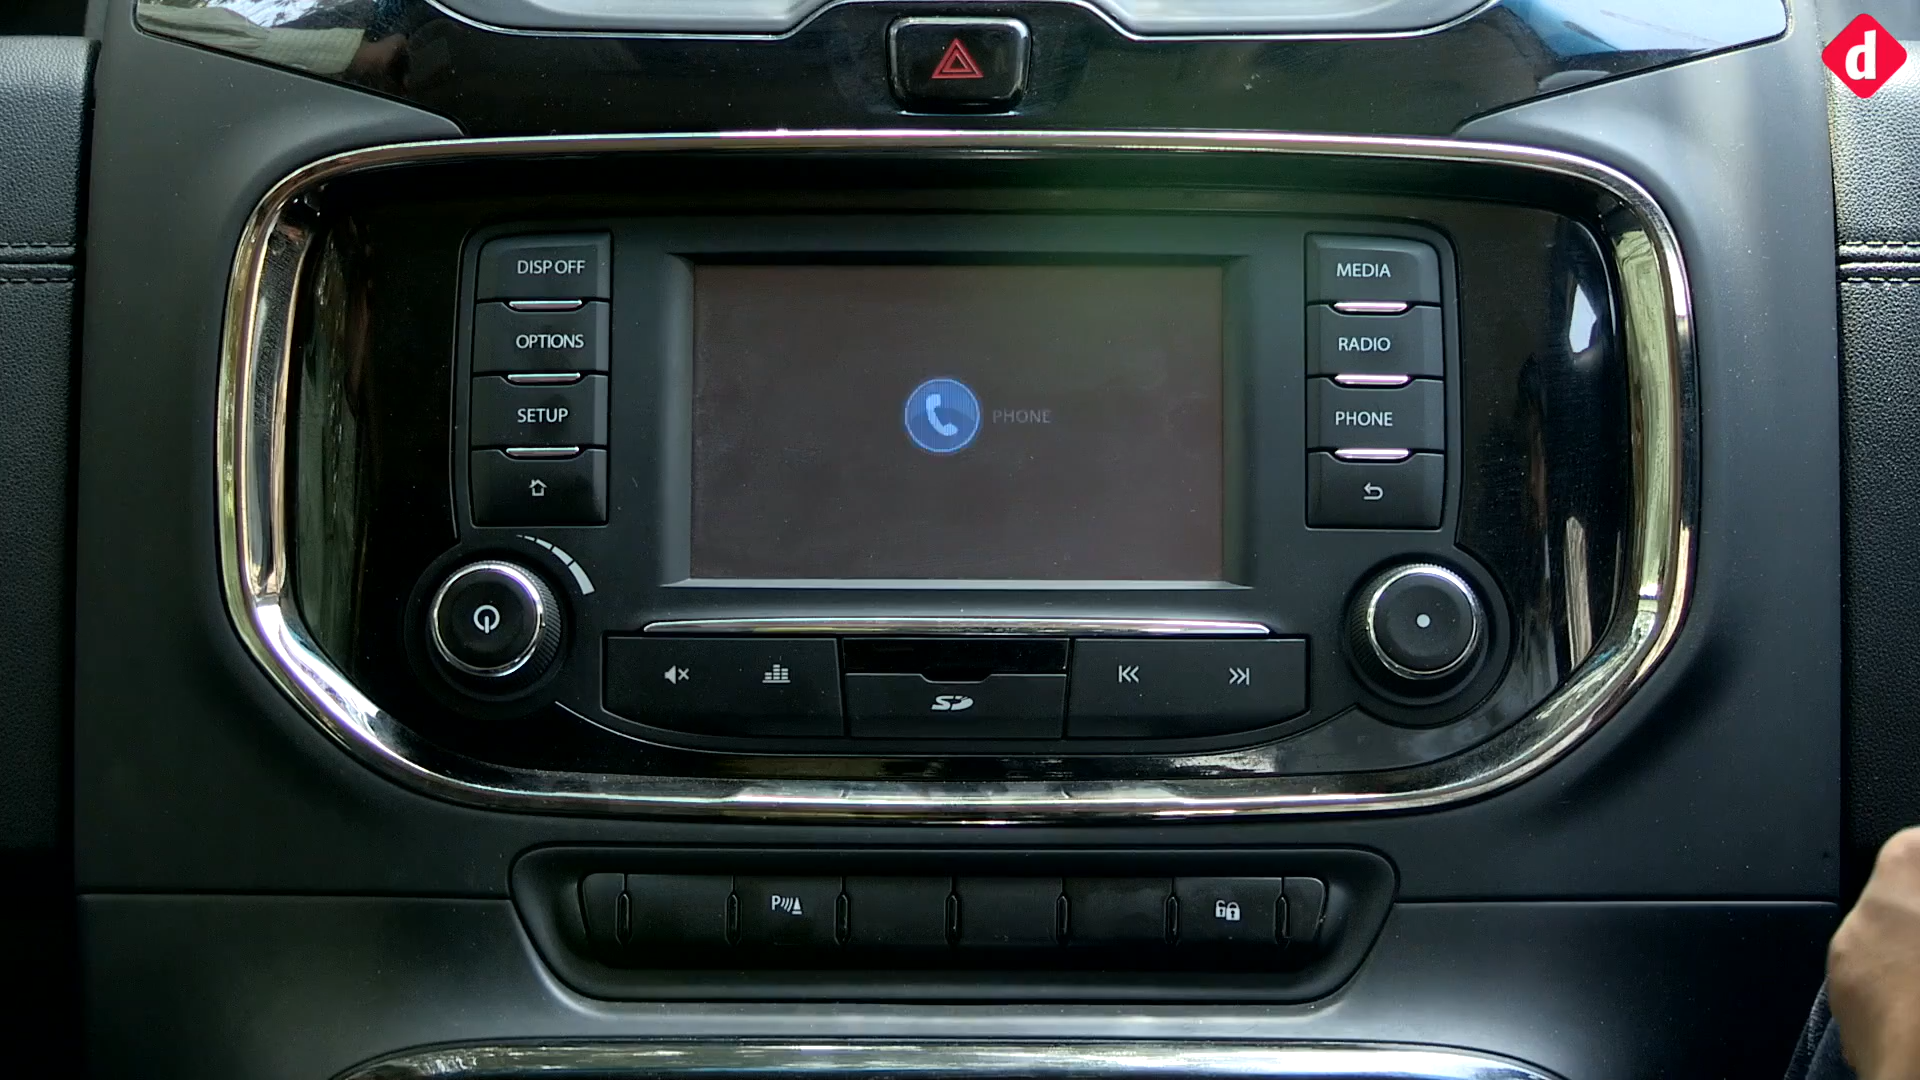 d
DISP OFF
OPTIONS
SETUP
MEDIA
RADIO
PHONE
PHONE
SD
P